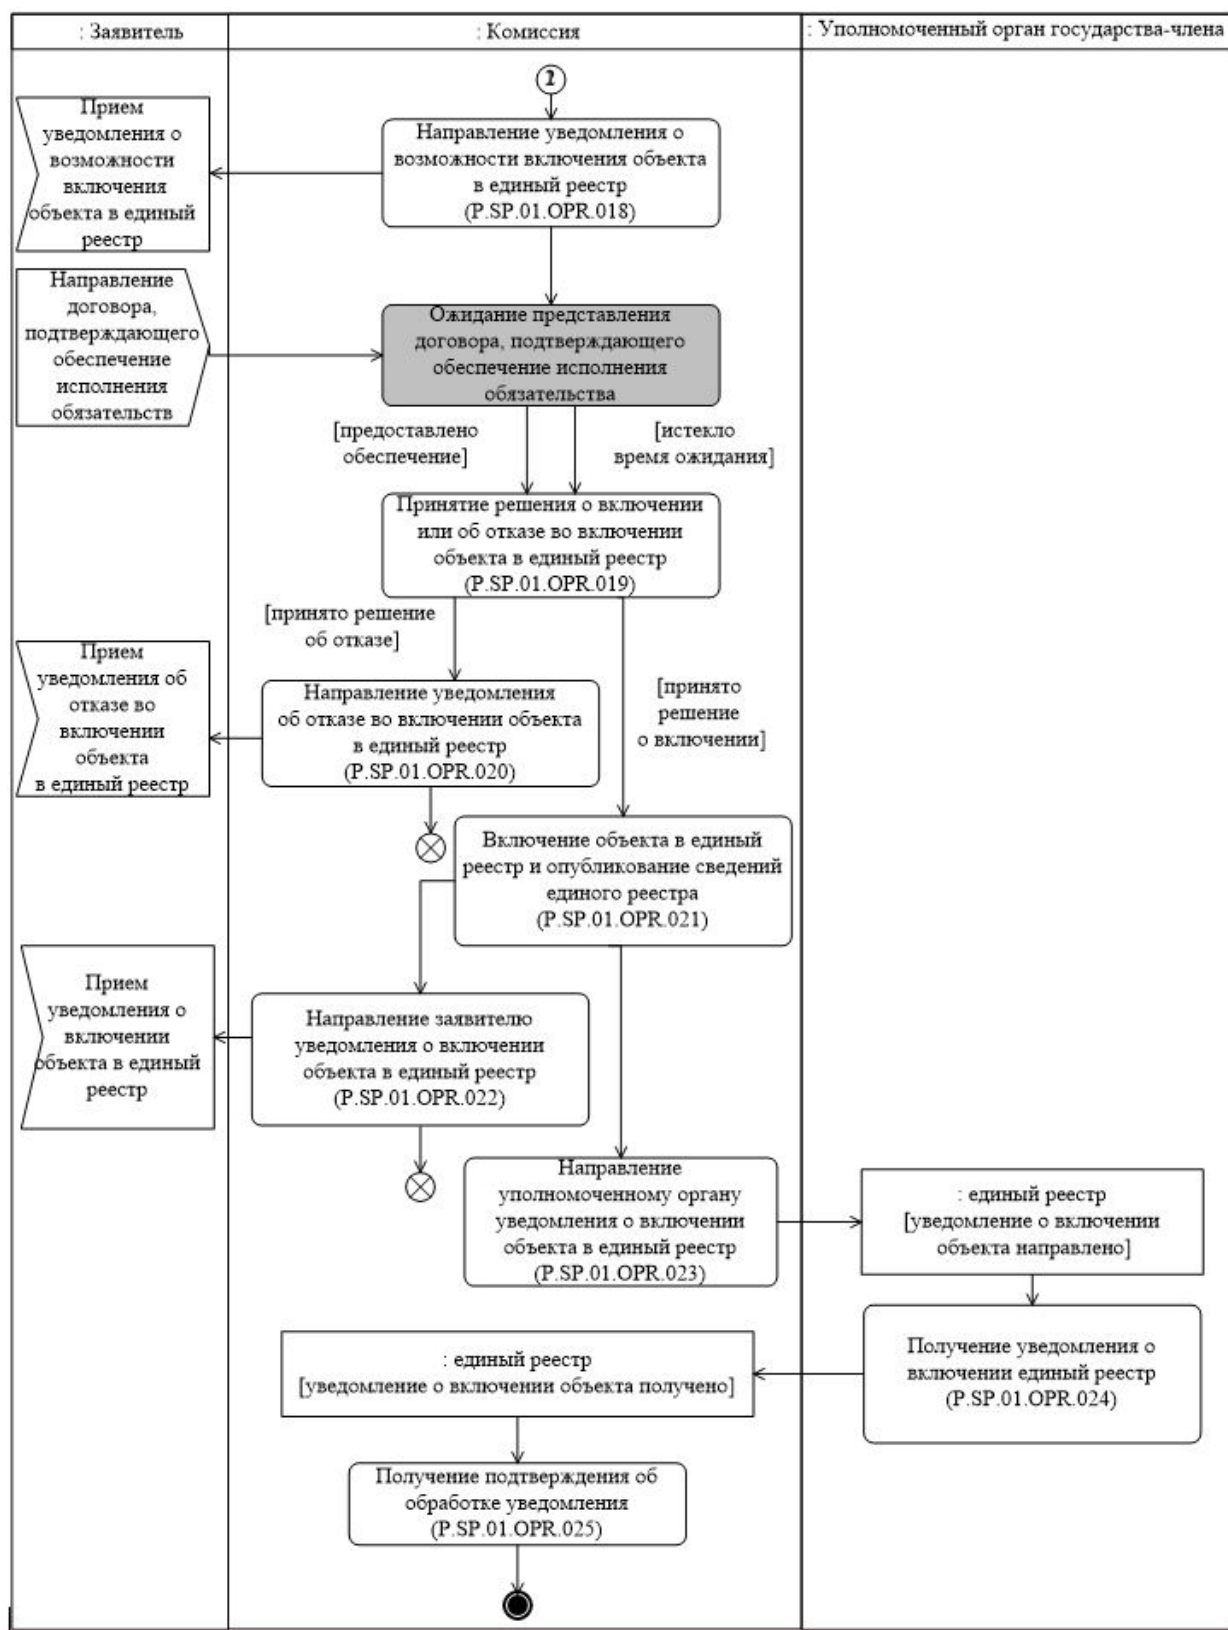 : Заявитель
: Комиссия
: Уполномоченный орган государства-члена
2
Прием
уведомления о
возможности
включения
объекта в единый
реестр
Направление уведомления о
возможности включения объекта
в единый реестр
(P.SP.01.OPR.018)
Направление
договора,
подтверждающего
обеспечение
исполнения
обязательств
Ожидание представления
договора, подтверждающего
обеспечение исполнения
обязательства
[предоставлено
обеспечение]
[истекло
время ожидания]
Принятие решения о включении
или об отказе во включении
объекта в единый реестр
(P.SP.01.OPR.019)
[принято решение
об отказе]
Прием
уведомления об
отказе во
включении
объекта
в единый реестр
Направление уведомления
об отказе во включении объекта
в единый реестр
(P.SP.01.OPR.020)
[принято
решение
о включении]
Включение объекта в единый
реестр и опубликование сведений
единого реестра
(P.SP.01.OPR.021)
Прием
уведомления о
включении
объекта в единый
реестр
Направление заявителю
уведомления о включении
объекта в единый реестр
(P.SP.01.OPR.022)
Направление
уполномоченному органу
уведомления о включении
объекта в единый реестр
(P.SP.01.OPR.023)
: единый реестр
[уведомление о включении
объекта направлено]
Получение уведомления о
включении единый реестр
(P.SP.01.OPR.024)
: единый реестр
[уведомление о включении объекта получено]
Получение подтверждения об
обработке уведомления
(P.SP.01.OPR.025)